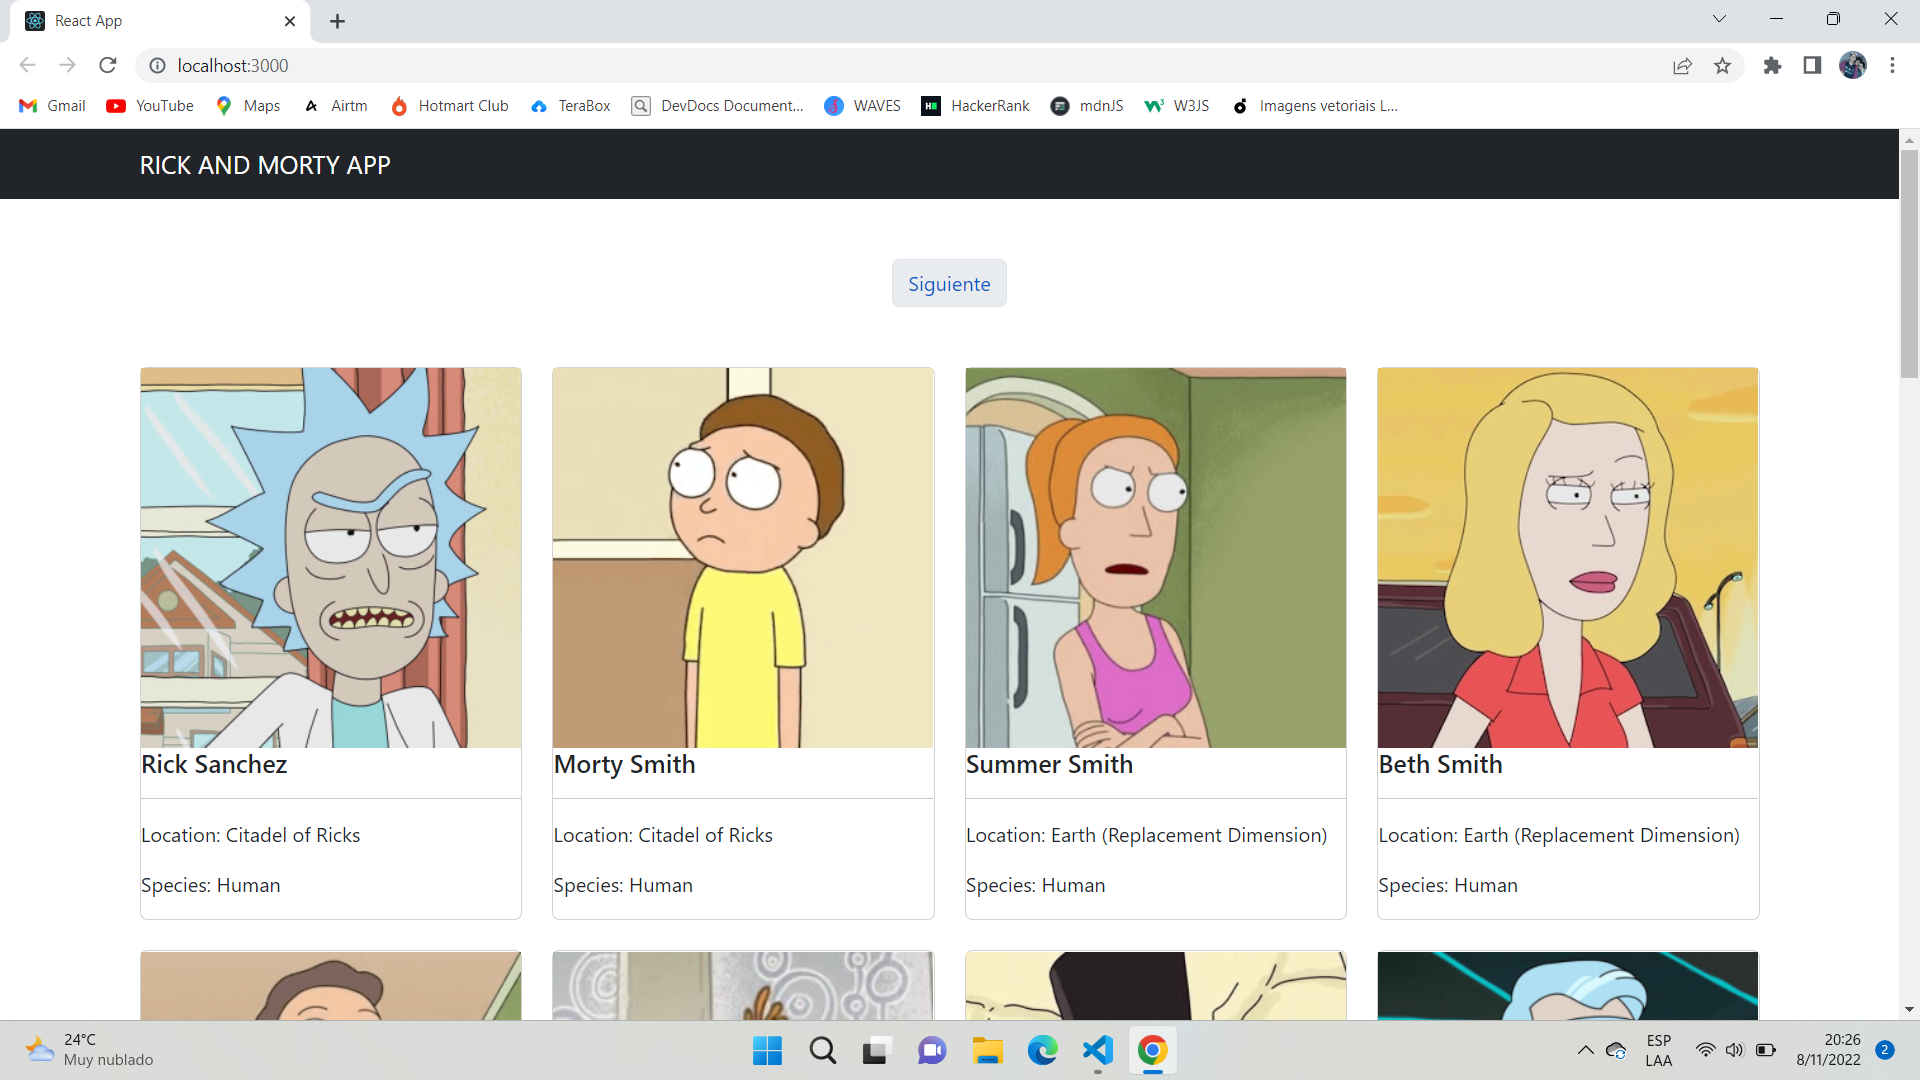 React App
localhost:3000
Gmail YouTube Maps Airtm Hotmart Club TeraBox DevDocs Document... WAVES HackerRank mdnJS W3JS Imagens vetoriais L...
RICK AND MORTY APP
Siguiente
Rick Sanchez
Location: Citadel of Ricks
Species: Human
Morty Smith
Location: Citadel of Ricks
Species: Human
Summer Smith
Location: Earth (Replacement Dimension)
Species: Human
Beth Smith
Location: Earth (Replacement Dimension)
Species: Human
24°C
Muy nublado
ESP
LAA
20:26
8/11/2022
2